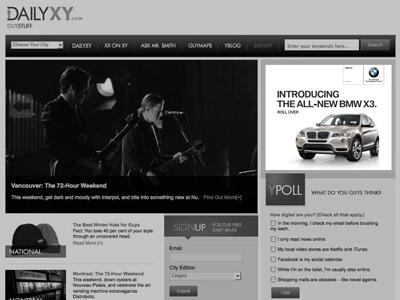 DAILYXY.com
GUYSTUFF
Choose Your City
DAILYXY
XX ON XY
ASK MR. SMITH
GUYMAPS
YBLOG
SIGNUP
Enter your keywords here...
Search
BMW
INTRODUCING
THE ALL-NEW BMW X3.
ROLL OVER
Vancouver: The 72-Hour Weekend
This weekend, get dark and moody with Interpol, and bite into something new at Nu. Find Out More[+]
YPOLL
WHAT DO YOU GUYS THINK?
How digital are you? (Check all that apply.)
In the morning, I check my email before brushing
my teeth.
I only read news online.
My local video stores are Netflix and iTunes.
Facebook is my social calendar.
While I'm on the toilet, I'm usually also online.
Shopping malls are obsolete -- like travel agents.
Vote
NATIONAL
The Best Winter Hats for Guys
Fact: You lose 40 per cent of your style
through an uncovered head.
Read More [+]
MONTREAL
Montreal: The 72-Hour Weekend
This weekend, down oysters at
Nouveau Palais, and celebrate the art
vending machine extravaganza
Distroboto.
SIGNUP
FOR OUR FREE
DAILY EMAIL
Email
City Edition
Calgary
Submit